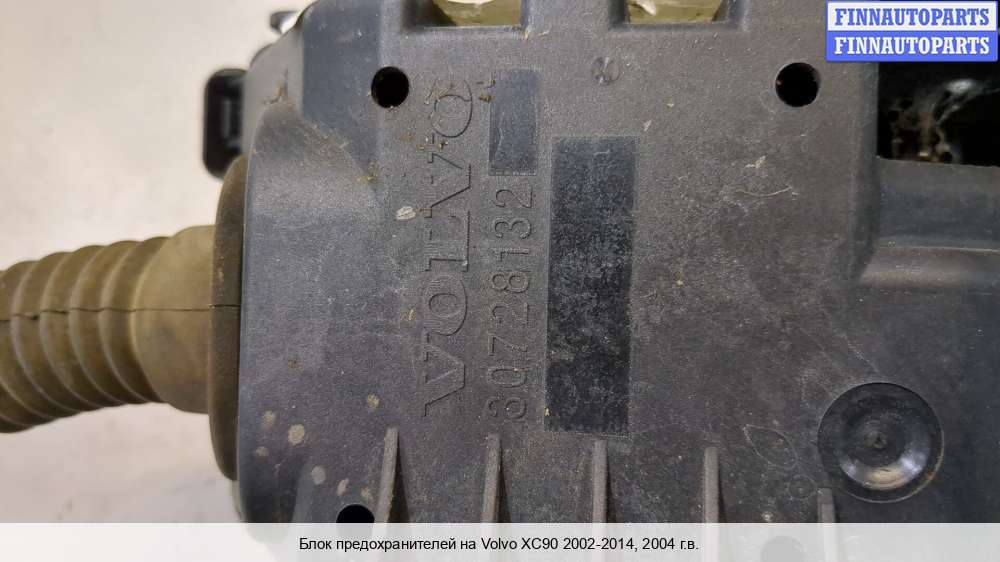 FINNAUTOPARTS
FINNAUTOPARTS
VOLVO
30728132
Блок предохранителей на Volvo XC90 2002-2014, 2004 г.в.